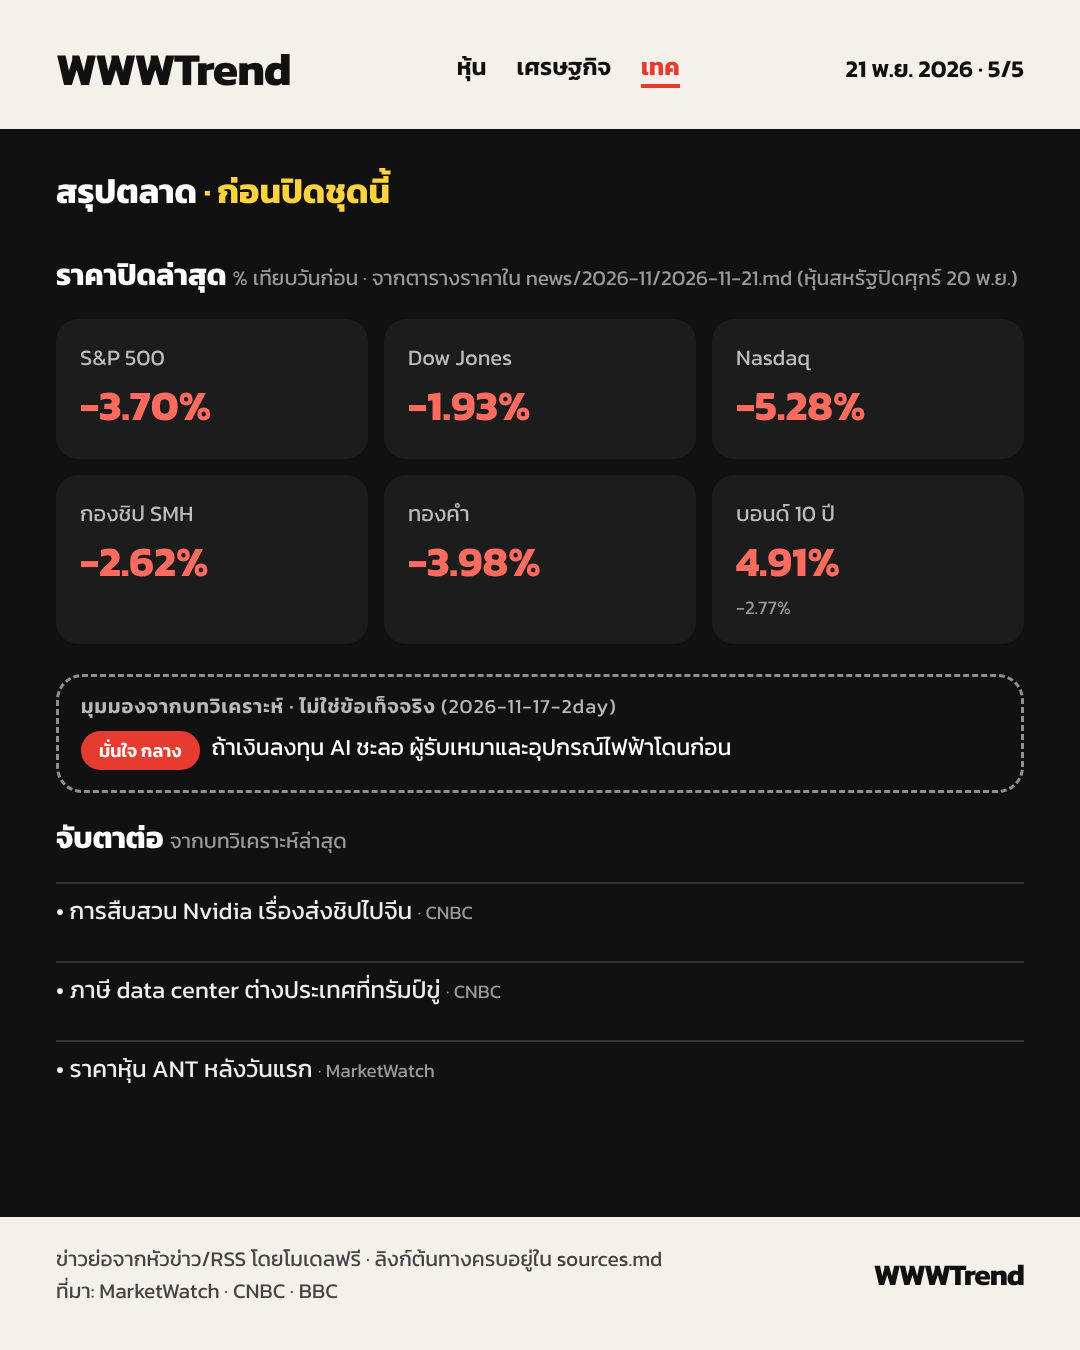 WWWTrend
หุ้น เศรษฐกิจ เทค
21 พ.ย. 2026 · 5/5
สรุปตลาด · ก่อนปิดชุดนี้
ราคาปิดล่าสุด % เทียบวันก่อน · จากตารางราคาใน news/2026-11/2026-11-21.md (หุ้นสหรัฐปิดศุกร์ 20 พ.ย.)
S&P 500
-3.70%
Dow Jones
-1.93%
Nasdaq
-5.28%
กองชิป SMH
-2.62%
ทองคำ
-3.98%
บอนด์ 10 ปี
4.91%
-2.77%
มุมมองจากบทวิเคราะห์ · ไม่ใช่ข้อเท็จจริง (2026-11-17-2day)
มั่นใจ กลาง ถ้าเงินลงทุน AI ชะลอ ผู้รับเหมาและอุปกรณ์ไฟฟ้าโดนก่อน
จับตาต่อ จากบทวิเคราะห์ล่าสุด
• การสืบสวน Nvidia เรื่องส่งชิปไปจีน · CNBC
• ภาษี data center ต่างประเทศที่ทรัมป์ขู่ · CNBC
• ราคาหุ้น ANT หลังวันแรก · MarketWatch
ข่าวย่อจากหัวข่าว/RSS โดยโมเดลฟรี · ลิงก์ต้นทางครบอยู่ใน sources.md
ที่มา: MarketWatch · CNBC · BBC
WWWTrend